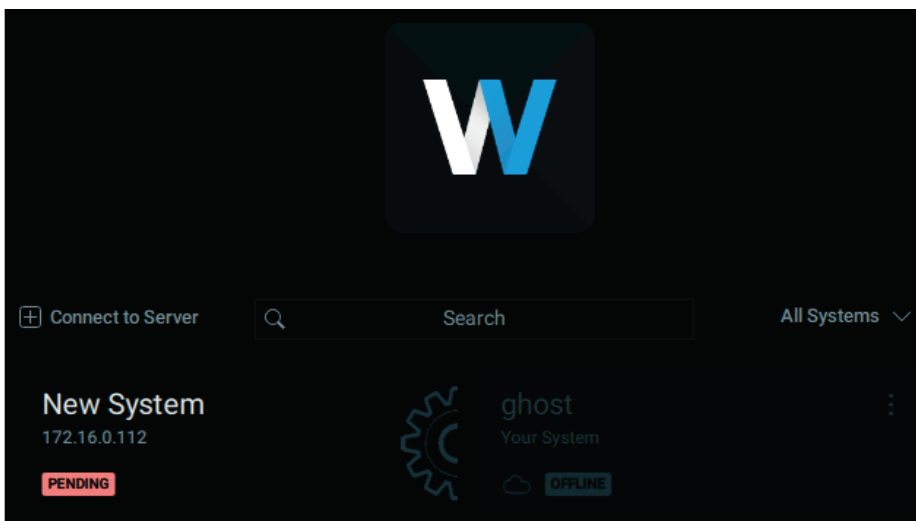 W
Connect to Server
Search
All Systems
New System
172.16.0.112
PENDING
ghost
Your System
OFFLINE